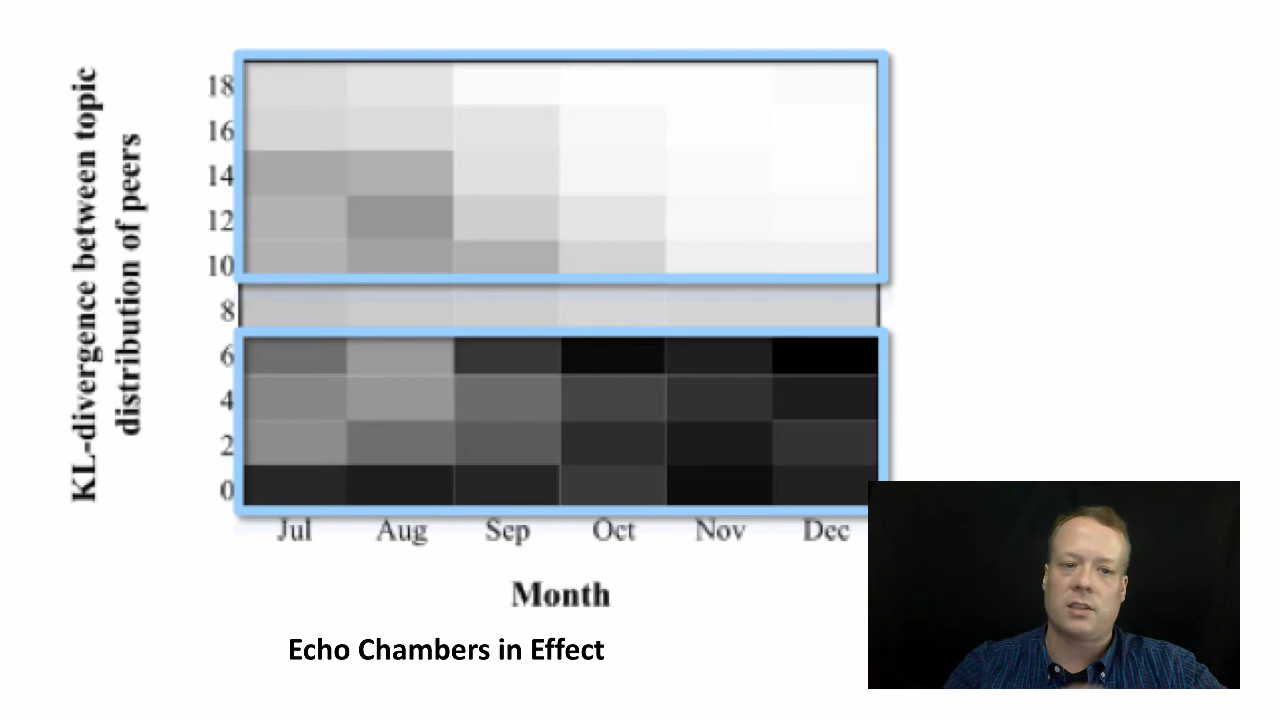 KL-divergence between topic
distribution of peers
18
16
14
12
10
8
6
4
2
0
Jul Aug Sep Oct Nov Dec
Month
Echo Chambers in Effect